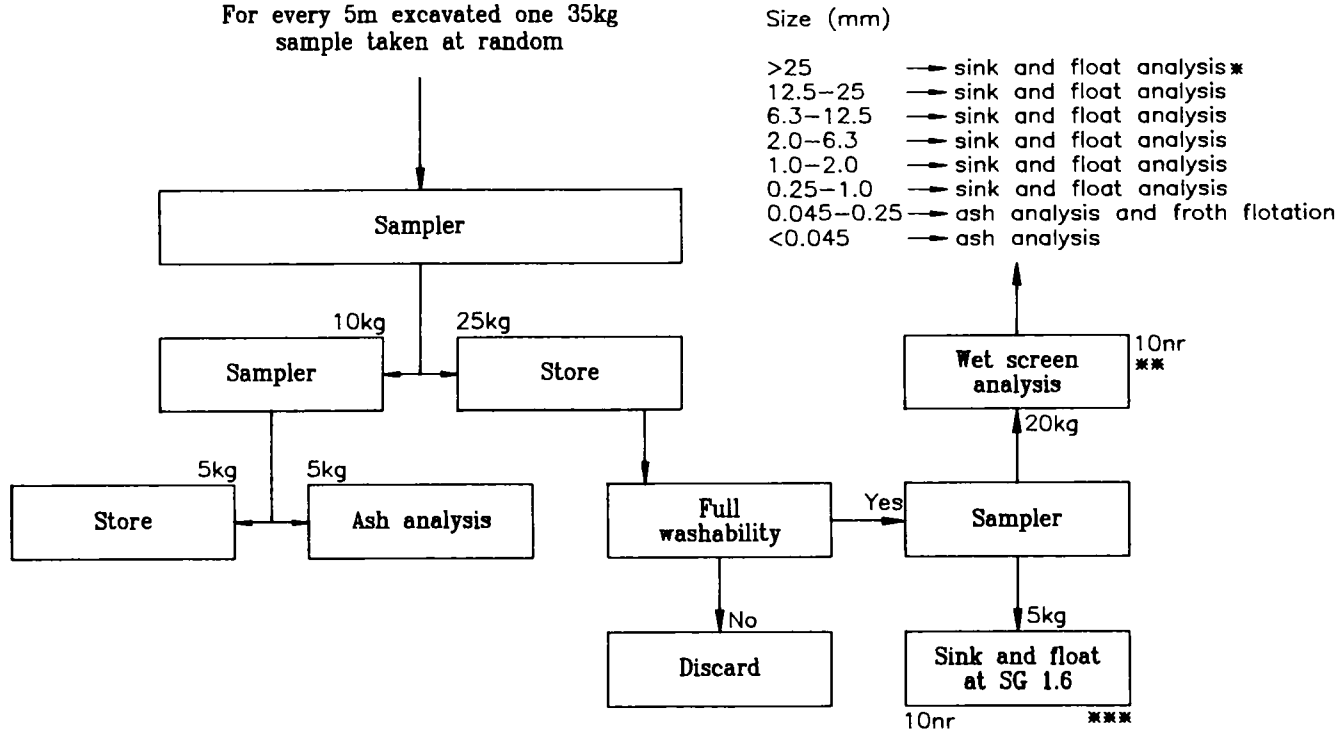 For every 5m excavated one 35kg
sample taken at random
Size (mm)
>25 → sink and float analysis*
12.5–25 → sink and float analysis
6.3–12.5 → sink and float analysis
2.0–6.3 → sink and float analysis
1.0–2.0 → sink and float analysis
0.25–1.0 → sink and float analysis
0.045–0.25 → ash analysis and froth flotation
<0.045 → ash analysis
Sampler
10kg
25kg
Sampler
Store
Wet screen
analysis
10nr
**
20kg
5kg
5kg
Store
Ash analysis
Full
washability
Yes
Sampler
No
5kg
Discard
Sink and float
at SG 1.6
10nr
***